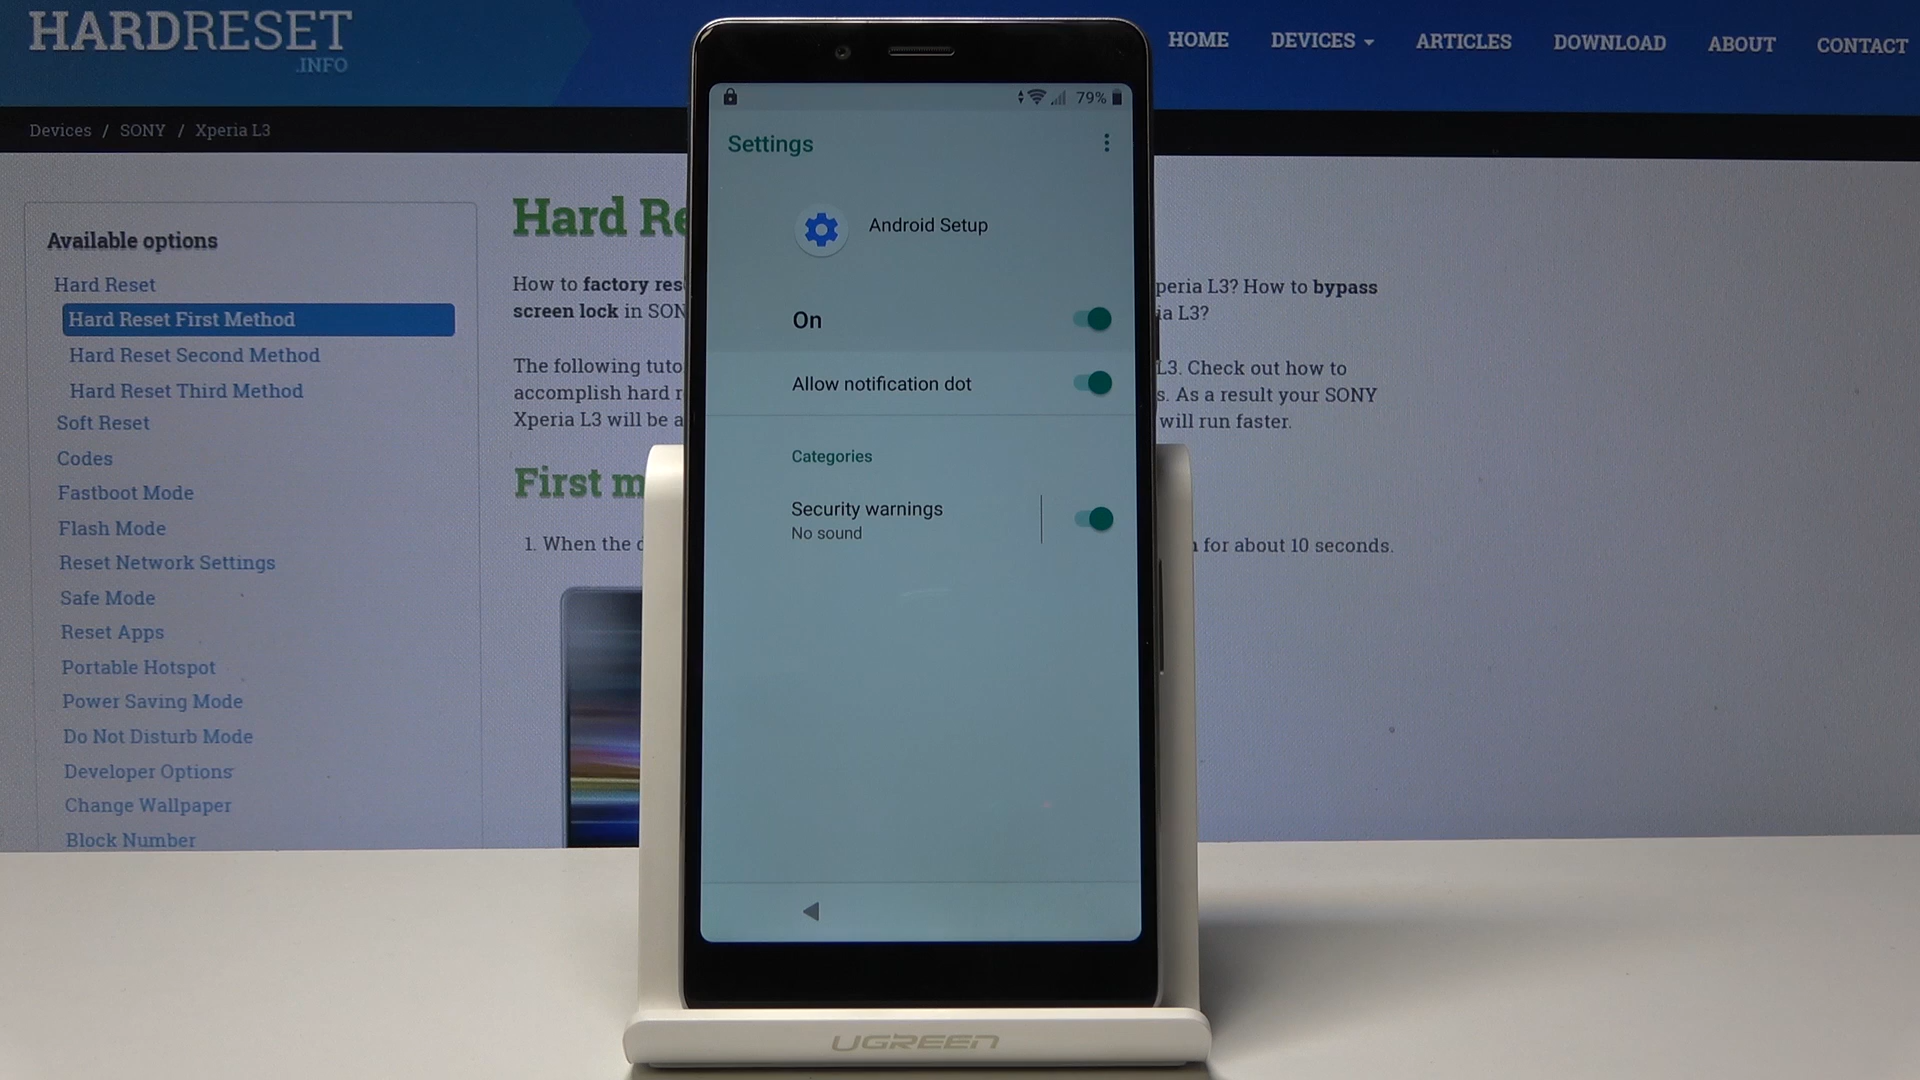 HARDRESET
.INFO
HOME DEVICES ARTICLES DOWNLOAD ABOUT CONTACT
Devices / SONY / Xperia L3
Available options
Hard Reset
Hard Reset First Method
Hard Reset Second Method
Hard Reset Third Method
Soft Reset
Codes
Fastboot Mode
Flash Mode
Reset Network Settings
Safe Mode
Reset Apps
Portable Hotspot
Power Saving Mode
Do Not Disturb Mode
Developer Options
Change Wallpaper
Block Number
Hard Re
How to factory res
peria L3? How to bypass
screen lock in SON
ia L3?
The following tuto
L3. Check out how to
accomplish hard r
s. As a result your SONY
Xperia L3 will be a
will run faster.
First m
1. When the d
n for about 10 seconds.
79%
Settings
Android Setup
On
Allow notification dot
Categories
Security warnings
No sound
UGREEN